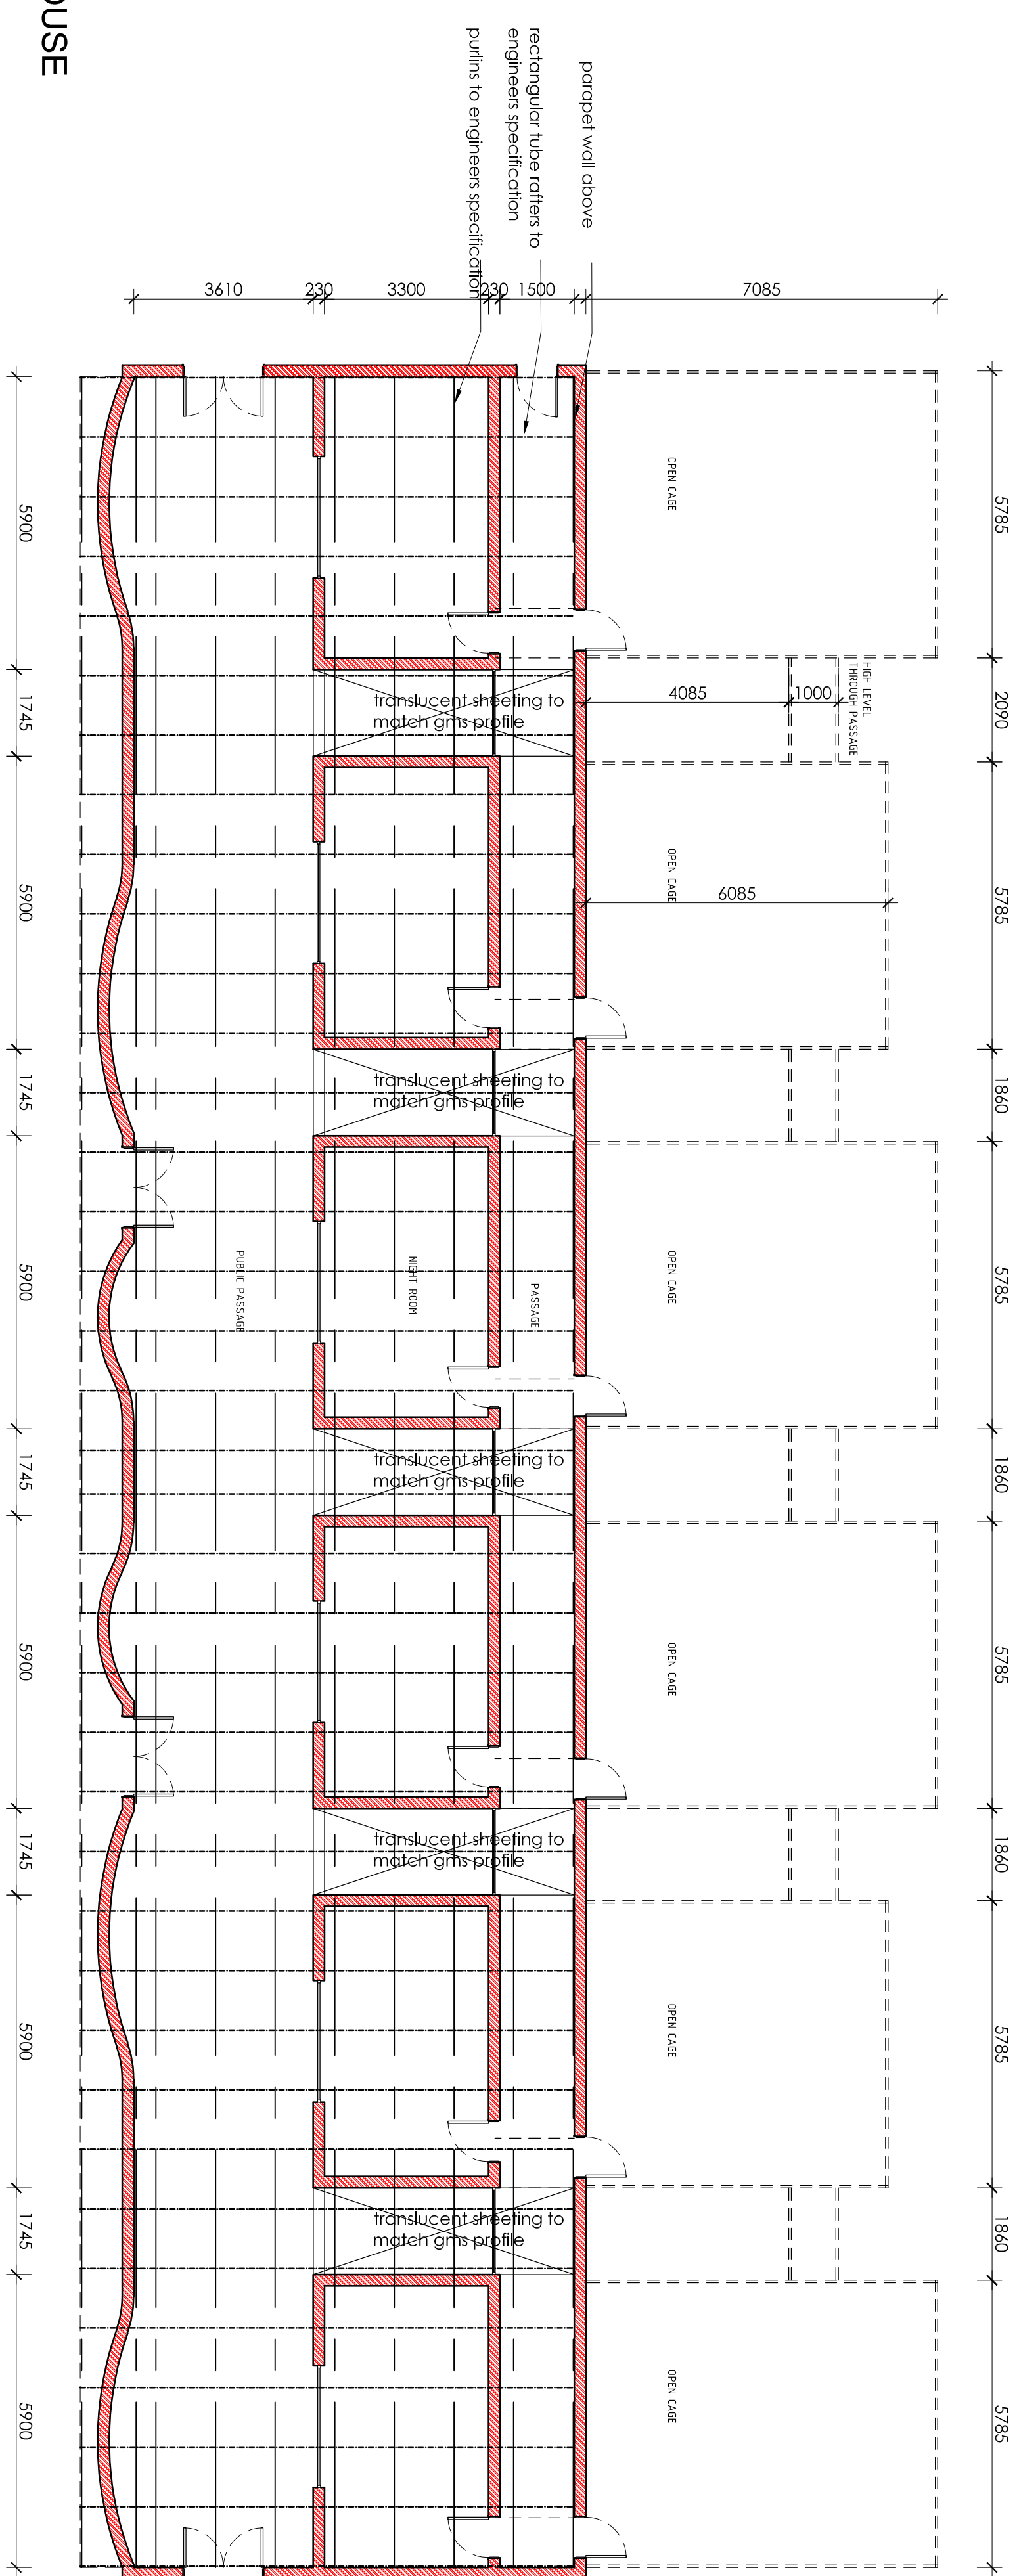 OUSE
parapet wall above
rectangular tube rafters to
engineers specification
purlins to engineers specification
3610
230
3300
230
1500
7085
5785
2090
5785
1860
5785
1860
5785
1860
5785
1860
5785
OPEN CAGE
HIGH LEVEL
THROUGH PASSAGE
4085
1000
OPEN CAGE
6085
OPEN CAGE
OPEN CAGE
OPEN CAGE
OPEN CAGE
translucent sheeting to
match gms profile
translucent sheeting to
match gms profile
PASSAGE
NIGHT ROOM
PUBLIC PASSAGE
translucent sheeting to
match gms profile
translucent sheeting to
match gms profile
translucent sheeting to
match gms profile
5900
1745
5900
1745
5900
1745
5900
1745
5900
1745
5900